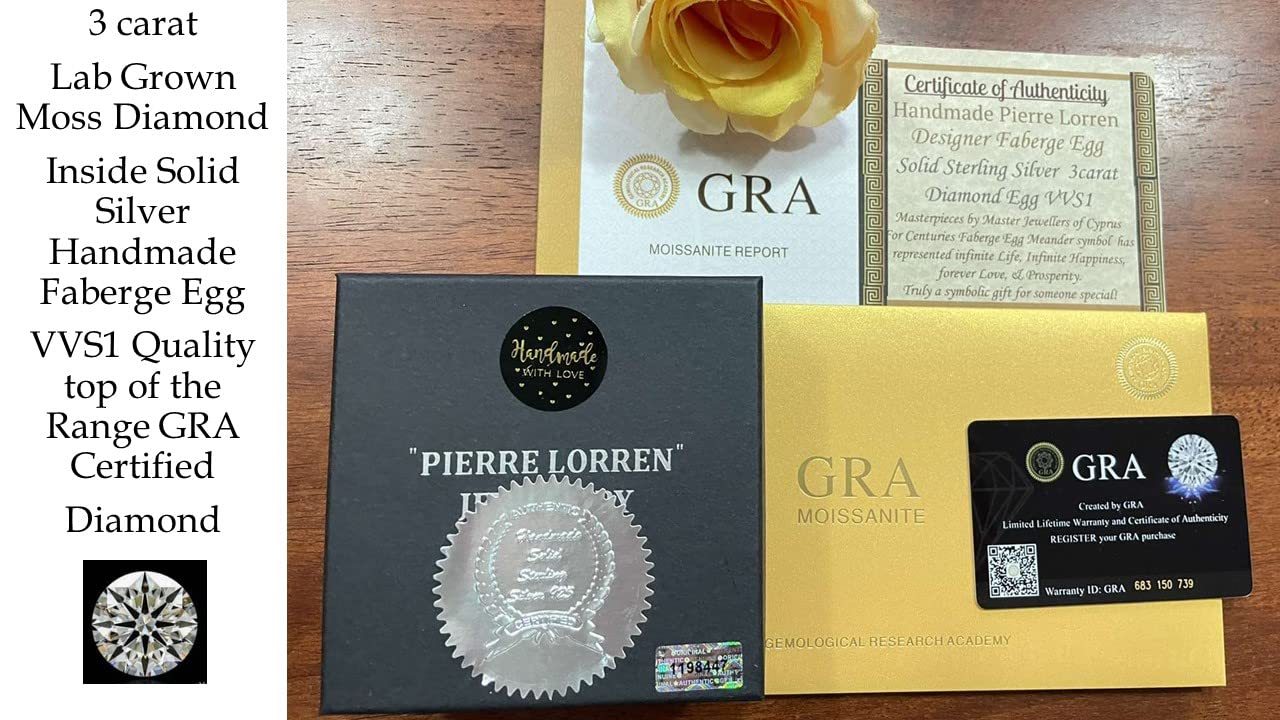 3 carat
Lab Grown
Moss Diamond
Inside Solid
Silver
Handmade
Faberge Egg
VVS1 Quality
top of the
Range GRA
Certified
Diamond
GRA
GRA
MOISSANITE REPORT
Certificate of Authenticity
Handmade Pierre Lorren
Designer Faberge Egg
Solid Sterling Silver 3carat
Diamond Egg VVS1
Masterpieces by Master Jewellers of Cyprus
For Centuries Faberge Egg Meander symbol has
represented infinite Life, Infinite Happiness,
forever Love, & Prosperity.
Truly a symbolic gift for someone special!
Handmade
WITH LOVE
"PIERRE LORREN"
AUTHENTIC
Handmade
Solid
Sterling
Silver 925
CERTIFIED
ORIGINAL
1198447
AUTHENTIC
GRA
GRA
MOISSANITE
GEMOLOGICAL RESEARCH ACADEMY
GRA
Created by GRA
Limited Lifetime Warranty and Certificate of Authenticity
REGISTER your GRA purchase
Warranty ID: GRA 683 150 739